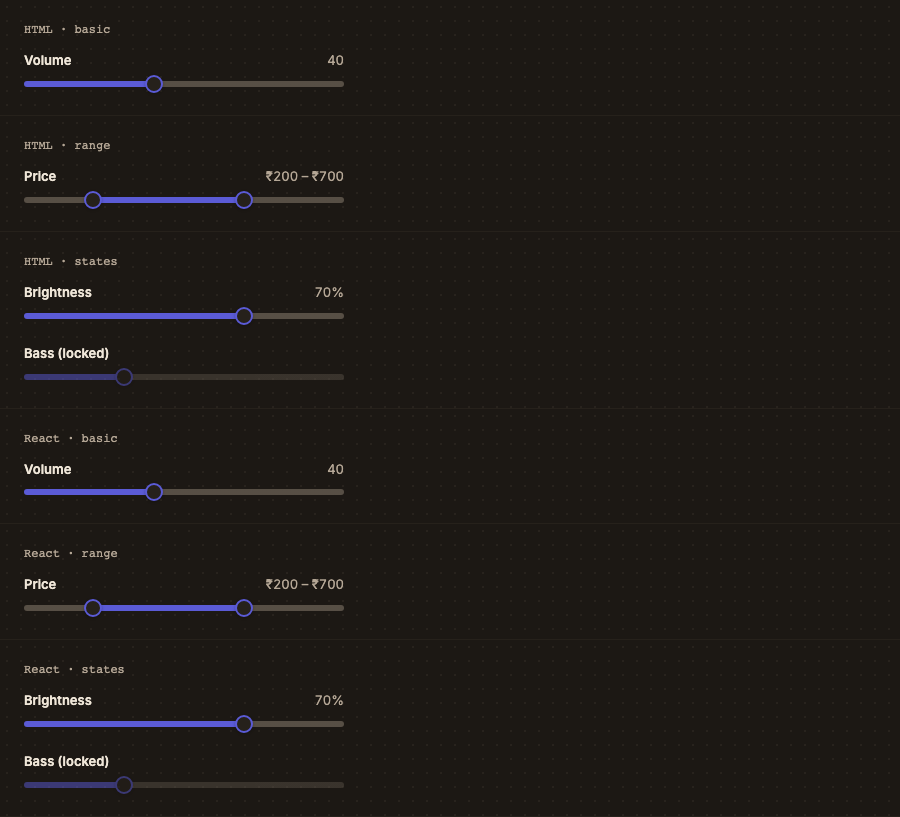 HTML · basic
Volume 40
HTML · range
Price ₹200 – ₹700
HTML · states
Brightness 70%
Bass (locked)
React · basic
Volume 40
React · range
Price ₹200 – ₹700
React · states
Brightness 70%
Bass (locked)